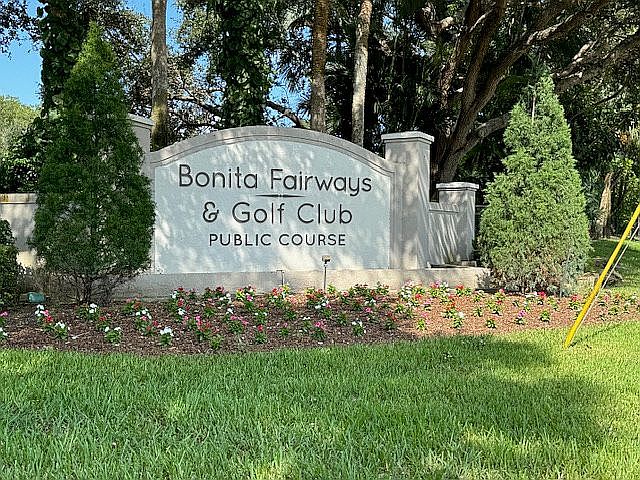 Bonita Fairways
& Golf Club
PUBLIC COURSE